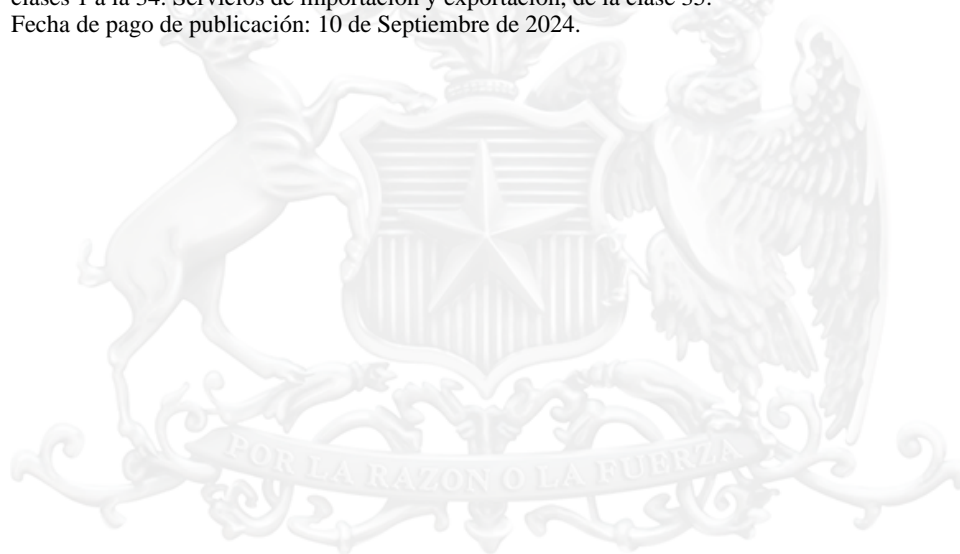 clases 1 a la 34. Servicios de importación y exportación, de la clase 35.
Fecha de pago de publicación: 10 de Septiembre de 2024.
POR LA RAZON O LA FUERZA